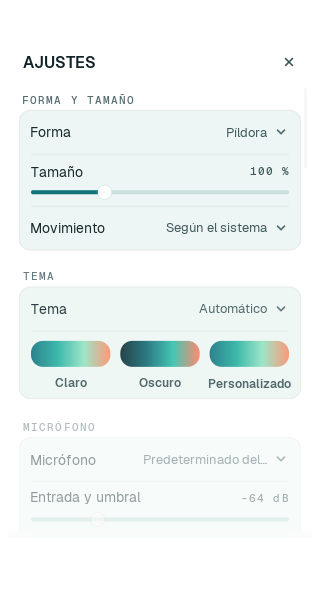 AJUSTES
FORMA Y TAMAÑO
Forma Píldora
Tamaño 100 %
Movimiento Según el sistema
TEMA
Tema Automático
Claro Oscuro Personalizado
MICRÓFONO
Micrófono Predeterminado del…
Entrada y umbral -64 dB